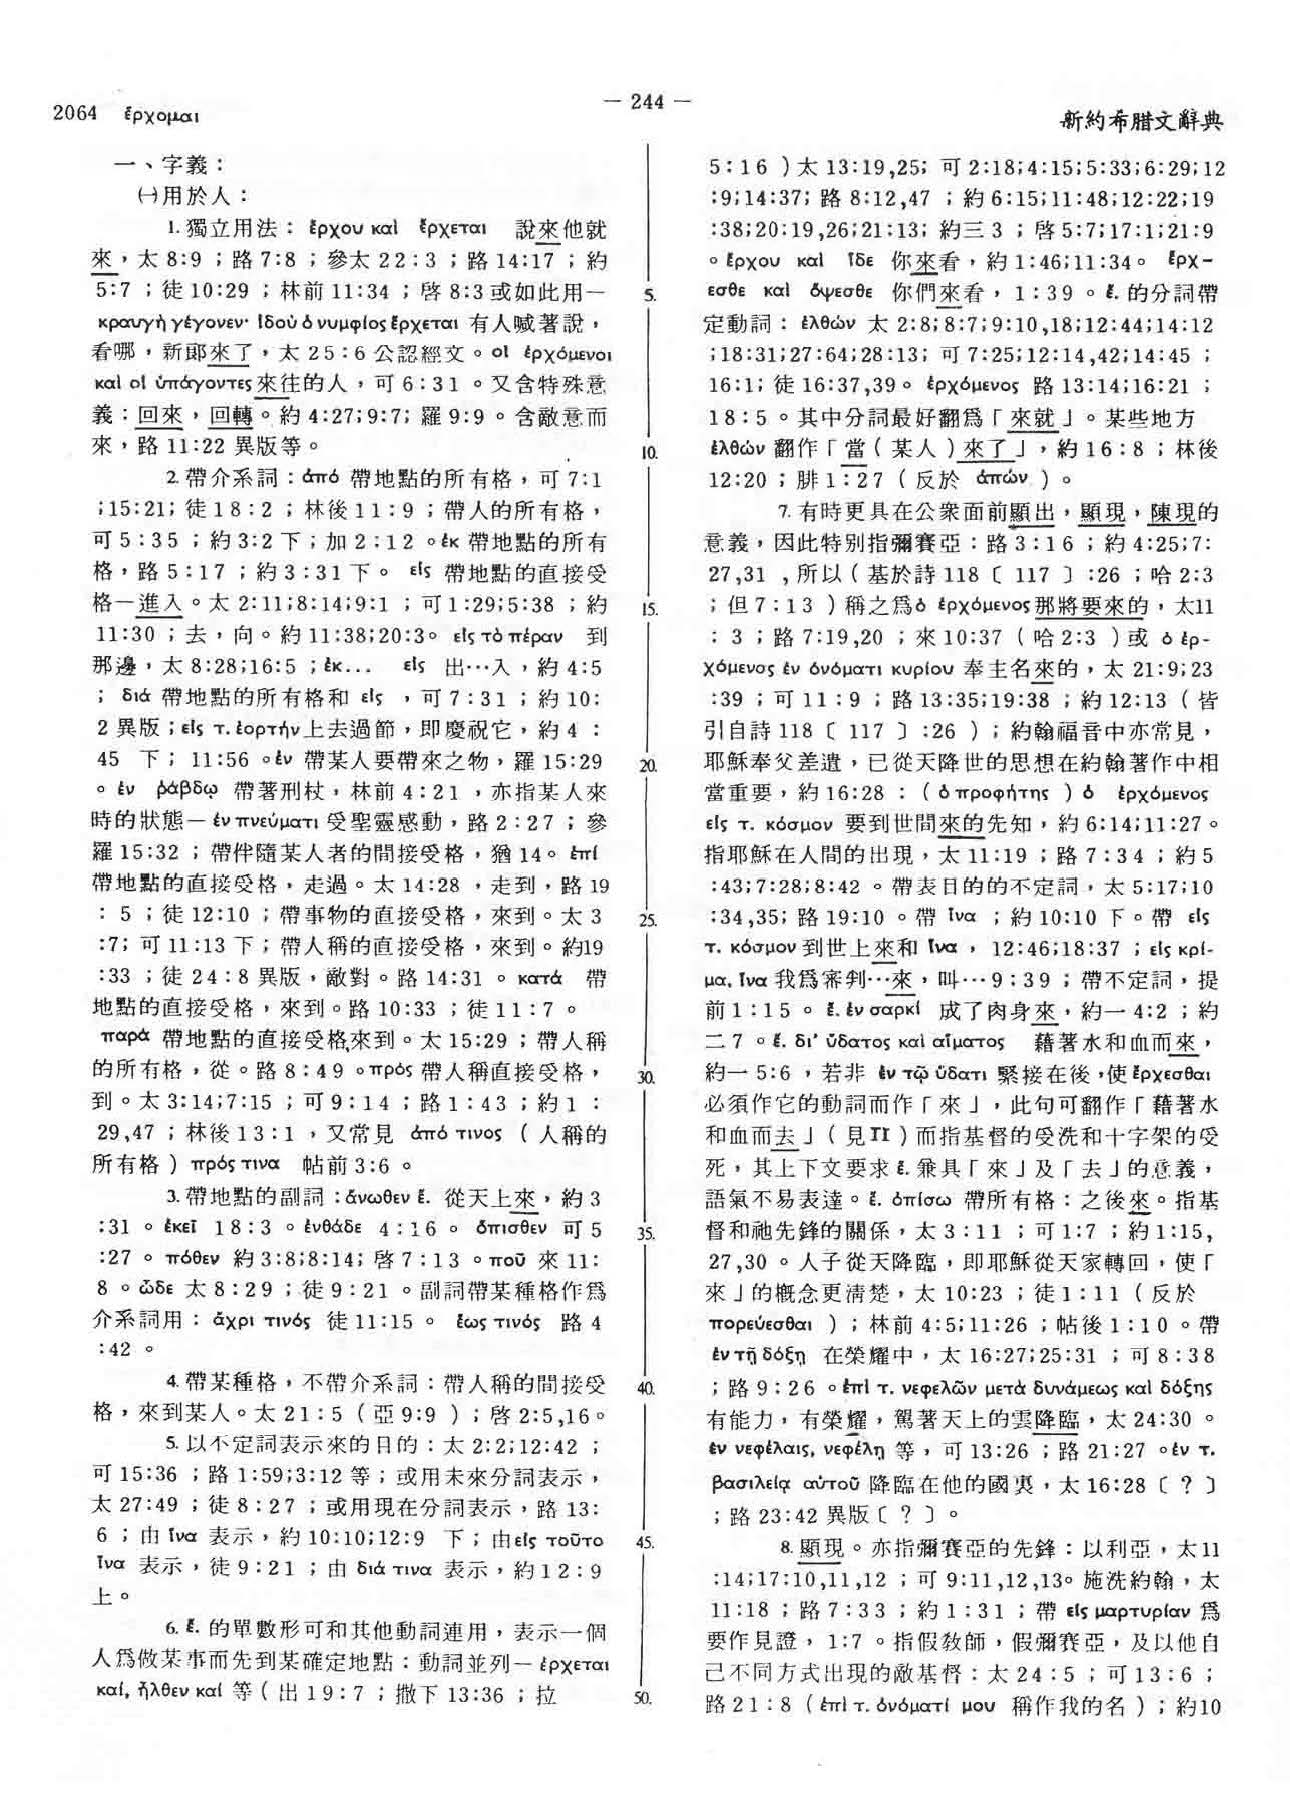 2064 ἔρχομαι
— 244 —
新約希腊文辭典
一、字義：
㈠用於人：
1. 獨立用法： ἔρχου καὶ ἔρχεται 說來他就
來，太 8:9 ；路 7:8 ；參太 22：3 ；路 14:17 ；約
5:7 ；徒 10:29 ；林前 11:34 ；啓 8:3 或如此用—
κραυγὴ γέγονεν· ἰδοὺ ὁ νυμφίος ἔρχεται 有人喊著說，
看哪，新郎來了，太 25：6 公認經文。οἱ ἐρχόμενοι
καὶ οἱ ὑπάγοντες 來往的人，可 6：31 。又含特殊意
義：回來，回轉。約 4:27;9:7; 羅 9:9。含敵意而
來，路 11:22 異版等。
2. 帶介系詞：ἀπό 帶地點的所有格，可 7:1
;15:21; 徒 18：2 ；林後 11：9 ；帶人的所有格，
可 5：35 ；約 3:2 下；加 2：12 。ἐκ 帶地點的所有
格，路 5：17 ；約 3：31 下。 εἰς 帶地點的直接受
格—進入。太 2:11;8:14;9:1 ；可 1:29;5:38 ；約
11:30 ；去，向。約 11:38;20:3。 εἰς τὸ πέραν 到
那邊，太 8:28;16:5 ；ἐκ... εἰς 出…入，約 4:5
； διά 帶地點的所有格和 εἰς ，可 7：31 ；約 10：
2 異版；εἰς τ. ἑορτήν 上去過節，即慶祝它，約 4：
45 下； 11:56 。ἐν 帶某人要帶來之物，羅 15:29
。ἐν ῥάβδῳ 帶著刑杖，林前 4：21 ，亦指某人來
時的狀態—ἐν πνεύματι 受聖靈感動，路 2：27 ；參
羅 15:32 ；帶伴隨某人者的間接受格，猶 14。 ἐπί
帶地點的直接受格，走過。太 14:28 ，走到，路 19
：5 ；徒 12:10 ；帶事物的直接受格，來到。太 3
:7; 可 11:13 下；帶人稱的直接受格，來到。約19
:33 ；徒 24：8 異版，敵對。路 14:31 。 κατά 帶
地點的直接受格，來到。路 10:33 ；徒 11：7 。
παρά 帶地點的直接受格,來到。太 15:29 ；帶人稱
的所有格，從。路 8：49 。πρός 帶人稱直接受格，
到。太 3:14;7:15 ；可 9：14 ；路 1：43 ；約 1：
29,47 ；林後 13：1 ，又常見 ἀπό τινος （人稱的
所有格） πρός τινα 帖前 3:6 。
3. 帶地點的副詞：ἄνωθεν ἔ. 從天上來，約 3
:31 。ἐκεῖ 18：3 。ἐνθάδε 4：16 。 ὄπισθεν 可 5
:27 。 πόθεν 約 3:8;8:14; 啓 7：13 。ποῦ 來 11：
8 。ὧδε 太 8：29 ；徒 9：21 。副詞帶某種格作爲
介系詞用： ἄχρι τινός 徒 11:15 。 ἕως τινός 路 4
:42 。
4. 帶某種格，不帶介系詞：帶人稱的間接受
格，來到某人。太 21：5（亞 9:9 ）；啓 2:5,16。
5. 以不定詞表示來的目的：太 2:2;12:42 ；
可 15:36 ；路 1:59;3:12 等；或用未來分詞表示，
太 27:49 ；徒 8：27 ；或用現在分詞表示，路 13:
6 ；由 ἵνα 表示，約 10:10;12:9 下；由εἰς τοῦτο
ἵνα 表示，徒 9：21 ；由 διά τινα 表示，約 12：9
上。
6. ἔ. 的單數形可和其他動詞連用，表示一個
人爲做某事而先到某確定地點：動詞並列—ἔρχεται
καί, ἦλθεν καί 等（出 19：7 ；撒下 13:36 ；拉
5.
10.
15.
20.
25.
30.
35.
40.
45.
50.
5：16 ）太 13:19,25; 可 2:18;4:15;5:33;6:29;12
:9;14:37; 路 8:12,47 ；約 6:15;11:48;12:22;19
:38;20:19,26;21:13; 約三 3 ；啓 5:7;17:1;21:9
。ἔρχου καὶ ἴδε 你來看，約 1:46;11:34。 ἔρχ-
εσθε καὶ ὄψεσθε 你們來看，1：39 。ἔ. 的分詞帶
定動詞：ἐλθών 太 2:8;8:7;9:10,18;12:44;14:12
;18:31;27:64;28:13; 可 7:25;12:14,42;14:45 ；
16:1; 徒 16:37,39。 ἐρχόμενος 路 13:14;16:21 ；
18：5 。其中分詞最好翻爲「來就」。某些地方
ἐλθών 翻作「當（某人）來了」，約 16：8 ；林後
12:20 ；腓 1：27（反於 ἀπών ）。
7. 有時更具在公衆面前顯出，顯現，陳現的
意義，因此特別指彌賽亞：路 3：16 ；約 4:25;7:
27,31 ，所以（基於詩 118〔 117 〕:26 ；哈 2:3
；但 7：13 ）稱之爲 ὁ ἐρχόμενος 那將要來的，太11
：3 ；路 7:19,20 ；來 10:37（哈 2:3 ）或 ὁ ἐρ-
χόμενος ἐν ὀνόματι κυρίου 奉主名來的，太 21:9;23
:39 ；可 11：9 ；路 13:35;19:38 ；約 12:13（皆
引自詩 118〔 117 〕:26 ）；約翰福音中亦常見，
耶穌奉父差遣，已從天降世的思想在約翰著作中相
當重要，約 16:28 ：（ὁ προφήτης ）ὁ ἐρχόμενος
εἰς τ. κόσμον 要到世間來的先知，約 6:14;11:27。
指耶穌在人間的出現，太 11:19 ；路 7：34 ；約 5
:43;7:28;8:42 。帶表目的的不定詞，太 5:17;10
:34,35; 路 19:10 。帶 ἵνα ；約 10:10 下。帶 εἰς
τ. κόσμον 到世上來和 ἵνα， 12:46;18:37 ；εἰς κρί-
μα, ἵνα 我爲審判…來，叫…9：39 ；帶不定詞，提
前 1：15 。ἔ. ἐν σαρκί 成了肉身來，約一 4:2 ；約
二 7 。ἔ. δι’ ὕδατος καὶ αἵματος 藉著水和血而來，
約一 5:6 ，若非 ἐν τῷ ὕδατι 緊接在後，使 ἔρχεσθαι
必須作它的動詞而作「來」，此句可翻作「藉著水
和血而去」（見 II ）而指基督的受洗和十字架的受
死，其上下文要求 ἔ. 兼具「來」及「去」的意義，
語氣不易表達。ἔ. ὀπίσω 帶所有格：之後來。指基
督和祂先鋒的關係，太 3：11 ；可 1:7 ；約 1:15,
27,30 。人子從天降臨，即耶穌從天家轉回，使「
來」的槪念更清楚，太 10:23 ；徒 1：11（反於
πορεύεσθαι ）；林前 4:5;11:26 ；帖後 1：10 。帶
ἐν τῇ δόξῃ 在榮耀中，太 16:27;25:31 ；可 8：38
；路 9：26 。ἐπὶ τ. νεφελῶν μετὰ δυνάμεως καὶ δόξης
有能力，有榮耀，駕著天上的雲降臨，太 24:30 。
ἐν νεφέλαις, νεφέλῃ 等，可 13:26 ；路 21:27 。ἐν τ.
βασιλείᾳ αὐτοῦ 降臨在他的國裏，太 16:28〔？〕
；路 23:42 異版〔？〕。
8. 顯現。亦指彌賽亞的先鋒：以利亞，太11
:14;17:10,11,12 ；可 9:11,12,13。施洗約翰，太
11:18 ；路 7：33 ；約 1：31 ；帶 εἰς μαρτυρίαν 爲
要作見證， 1:7 。指假敎師，假彌賽亞，及以他自
己不同方式出現的敵基督：太 24：5 ；可 13：6 ；
路 21：8（ἐπὶ τ. ὀνόματί μου 稱作我的名）；約10